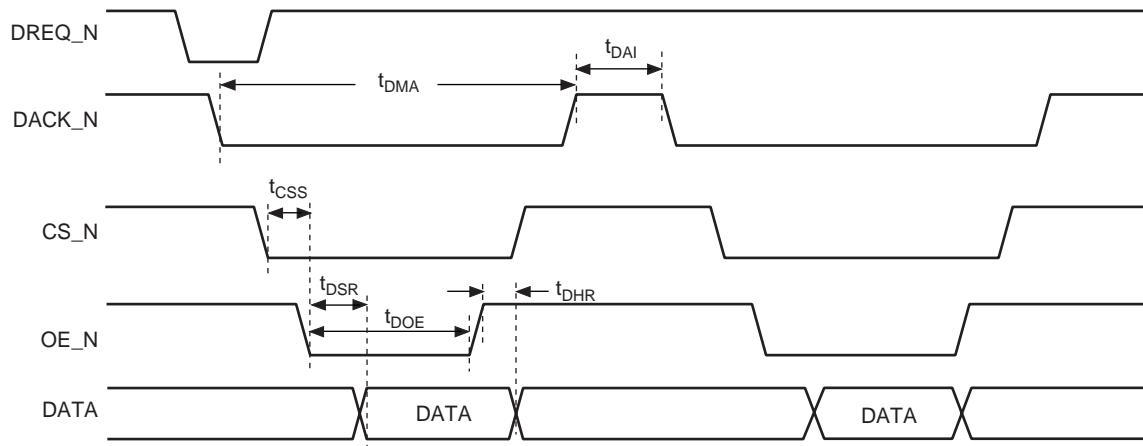 DREQ_N
tDAI
tDMA
DACK_N
tCSS
CS_N
tDSR
tDHR
tDOE
OE_N
DATA
DATA
DATA